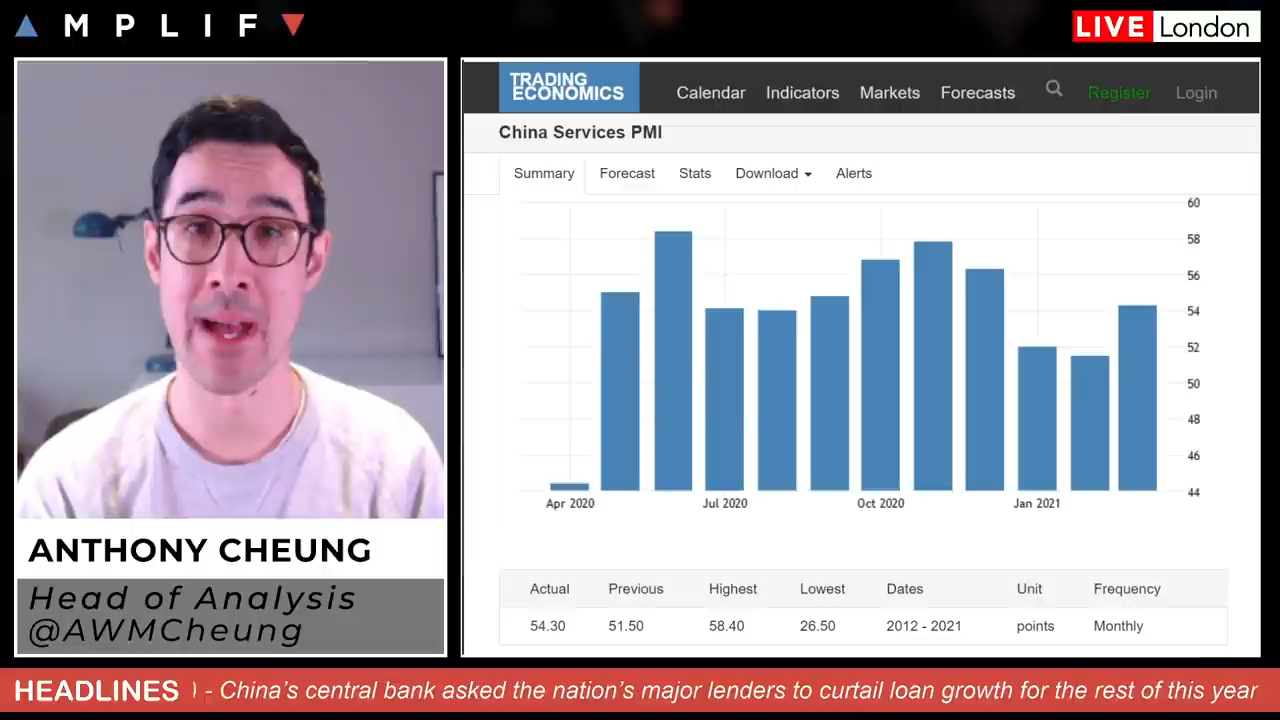 MPLIF
LIVE London
TRADING
ECONOMICS
Calendar Indicators Markets Forecasts Register Login
China Services PMI
Summary Forecast Stats Download Alerts
60
58
56
54
52
50
48
46
44
Apr 2020 Jul 2020 Oct 2020 Jan 2021
Actual Previous Highest Lowest Dates Unit Frequency
54.30 51.50 58.40 26.50 2012 - 2021 points Monthly
ANTHONY CHEUNG
Head of Analysis
@AWMCheung
HEADLINES ) - China's central bank asked the nation's major lenders to curtail loan growth for the rest of this year